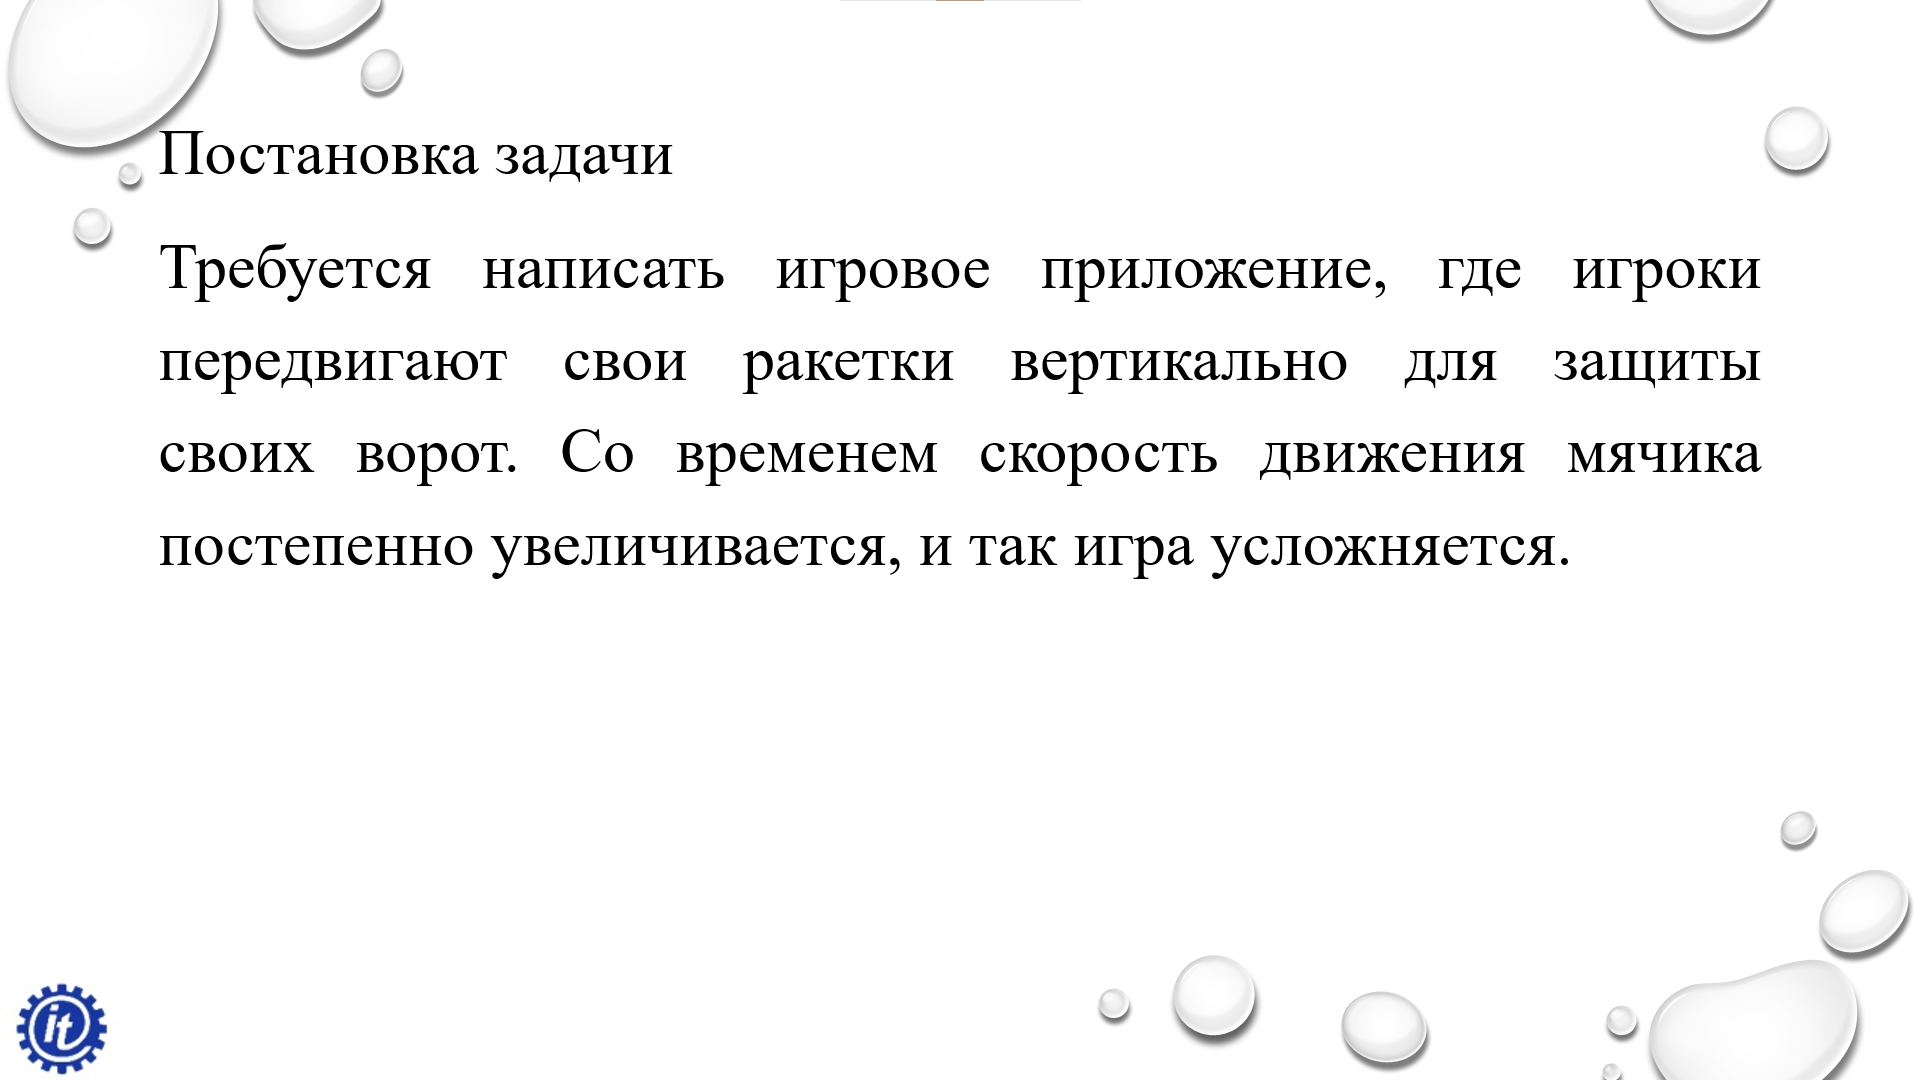 Постановка задачи
Требуется написать игровое приложение, где игроки
передвигают свои ракетки вертикально для защиты
своих ворот. Со временем скорость движения мячика
постепенно увеличивается, и так игра усложняется.
it